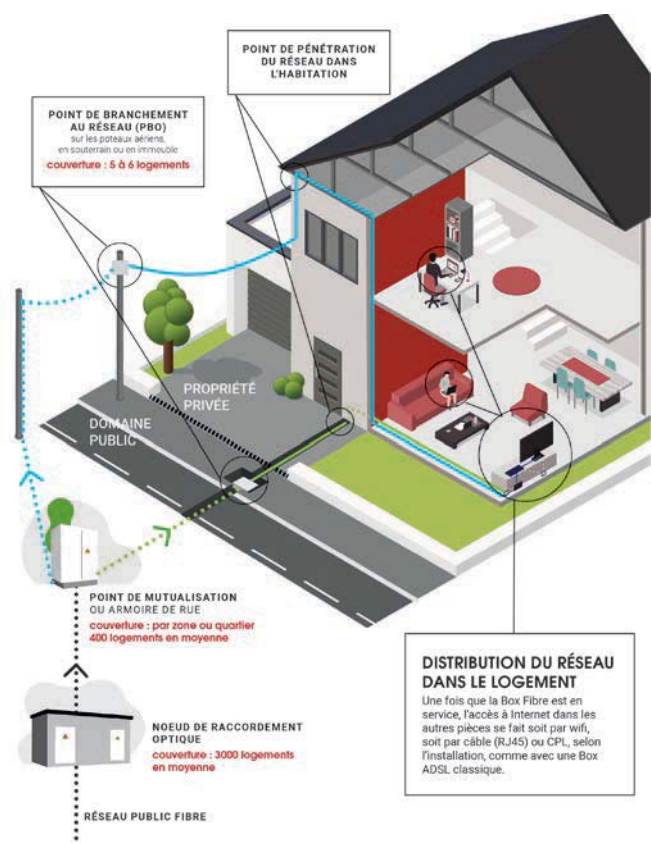 POINT DE PÉNÉTRATION
DU RÉSEAU DANS
L'HABITATION
POINT DE BRANCHEMENT
AU RÉSEAU (PBO)
sur les poteaux aériens,
en souterrain ou en immeuble
couverture : 5 à 6 logements
PROPRIÉTÉ
PRIVÉE
DOMAINE
PUBLIC
POINT DE MUTUALISATION
OU ARMOIRE DE RUE
couverture : par zone ou quartier
400 logements en moyenne
DISTRIBUTION DU RÉSEAU
DANS LE LOGEMENT
Une fois que la Box Fibre est en
service, l'accès à Internet dans les
autres pièces se fait soit par wifi,
soit par câble (RJ45) ou CPL, selon
l'installation, comme avec une Box
ADSL classique.
NOEUD DE RACCORDEMENT
OPTIQUE
couverture : 3000 logements
en moyenne
RÉSEAU PUBLIC FIBRE